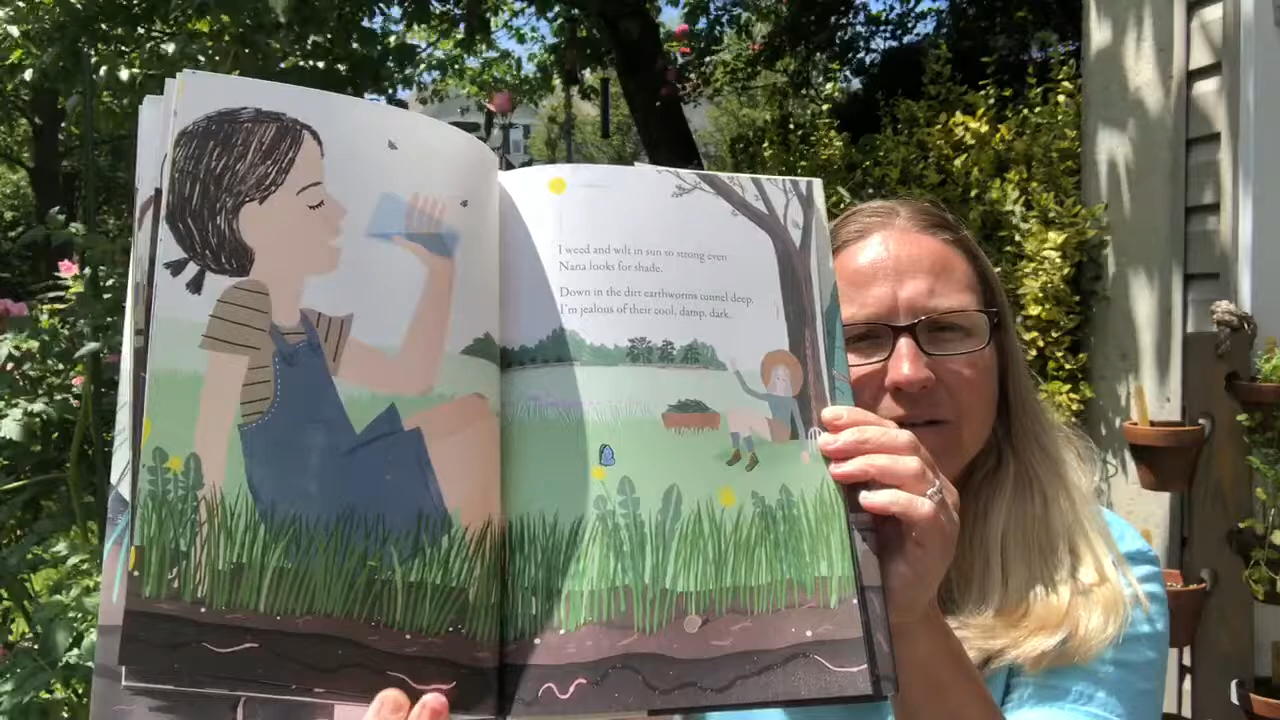 I weed and wilt in sun so strong even
Nana looks for shade.
Down in the dirt earthworms tunnel deep.
I'm jealous of their cool, damp, dark.